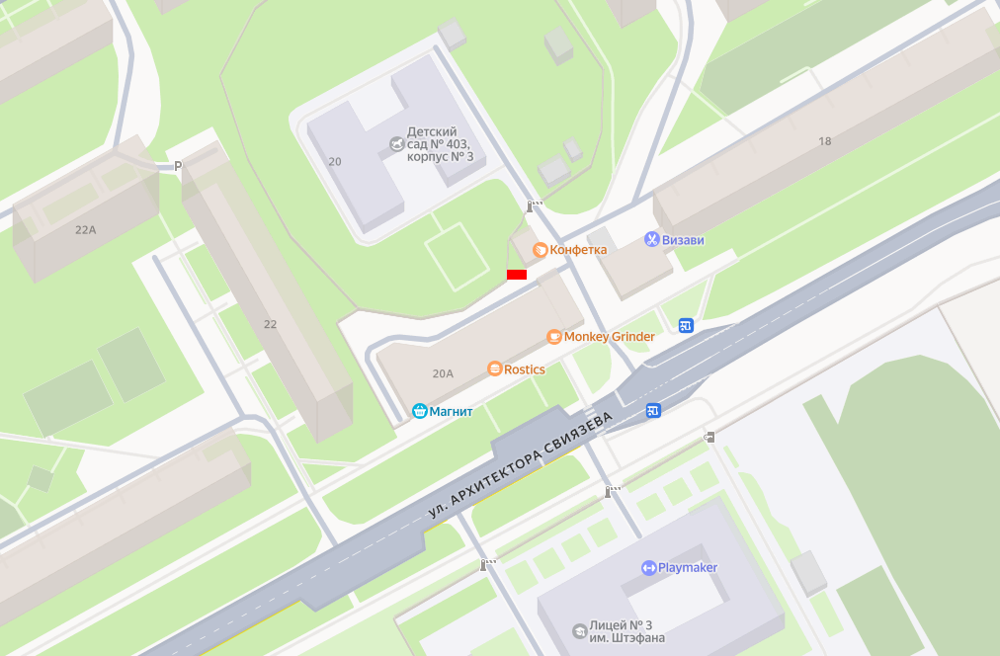 Детский
сад № 403,
корпус № 3
20
18
P
22А
Конфетка
Визави
22
Monkey Grinder
20А
Rostics
Магнит
ул. АРХИТЕКТОРА СВИЯЗЕВА
Playmaker
Лицей № 3
им. Штэфана